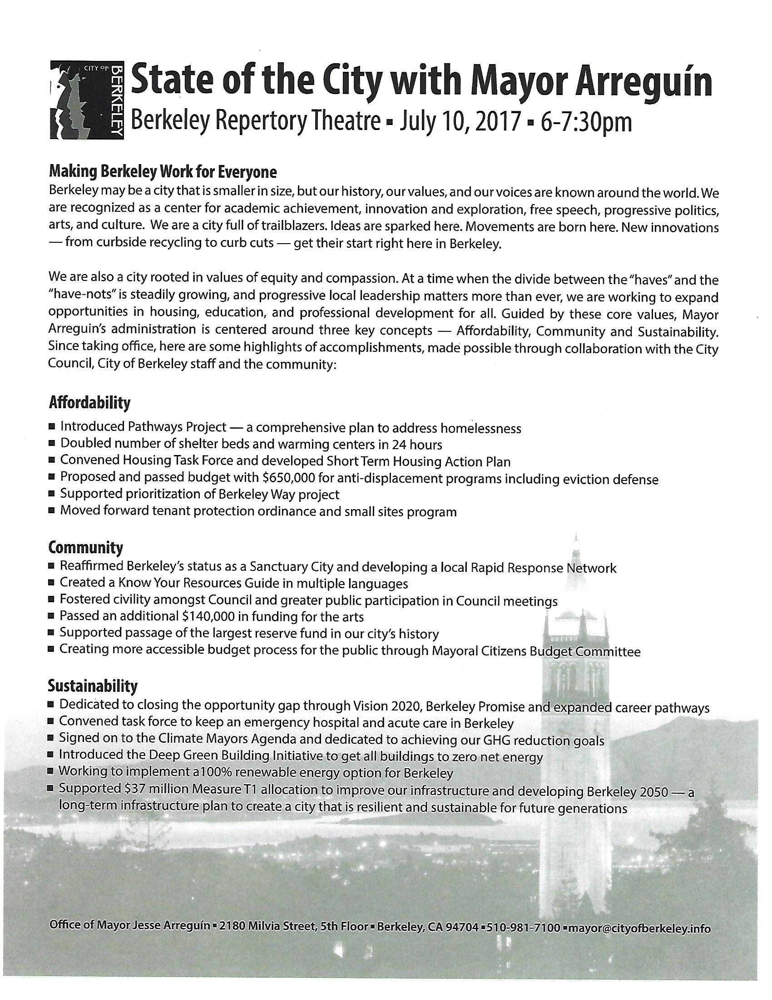 CITY OF
BERKELEY
State of the City with Mayor Arreguín
Berkeley Repertory Theatre ▪ July 10, 2017 ▪ 6-7:30pm
Making Berkeley Work for Everyone
Berkeley may be a city that is smaller in size, but our history, our values, and our voices are known around the world. We
are recognized as a center for academic achievement, innovation and exploration, free speech, progressive politics,
arts, and culture. We are a city full of trailblazers. Ideas are sparked here. Movements are born here. New innovations
— from curbside recycling to curb cuts — get their start right here in Berkeley.
We are also a city rooted in values of equity and compassion. At a time when the divide between the “haves” and the
“have-nots” is steadily growing, and progressive local leadership matters more than ever, we are working to expand
opportunities in housing, education, and professional development for all. Guided by these core values, Mayor
Arreguin’s administration is centered around three key concepts — Affordability, Community and Sustainability.
Since taking office, here are some highlights of accomplishments, made possible through collaboration with the City
Council, City of Berkeley staff and the community:
Affordability
▪ Introduced Pathways Project — a comprehensive plan to address homelessness
▪ Doubled number of shelter beds and warming centers in 24 hours
▪ Convened Housing Task Force and developed Short Term Housing Action Plan
▪ Proposed and passed budget with $650,000 for anti-displacement programs including eviction defense
▪ Supported prioritization of Berkeley Way project
▪ Moved forward tenant protection ordinance and small sites program
Community
▪ Reaffirmed Berkeley’s status as a Sanctuary City and developing a local Rapid Response Network
▪ Created a Know Your Resources Guide in multiple languages
▪ Fostered civility amongst Council and greater public participation in Council meetings
▪ Passed an additional $140,000 in funding for the arts
▪ Supported passage of the largest reserve fund in our city’s history
▪ Creating more accessible budget process for the public through Mayoral Citizens Budget Committee
Sustainability
▪ Dedicated to closing the opportunity gap through Vision 2020, Berkeley Promise and expanded career pathways
▪ Convened task force to keep an emergency hospital and acute care in Berkeley
▪ Signed on to the Climate Mayors Agenda and dedicated to achieving our GHG reduction goals
▪ Introduced the Deep Green Building Initiative to get all buildings to zero net energy
▪ Working to implement a100% renewable energy option for Berkeley
▪ Supported $37 million Measure T1 allocation to improve our infrastructure and developing Berkeley 2050 — a
long-term infrastructure plan to create a city that is resilient and sustainable for future generations
Office of Mayor Jesse Arreguín ▪ 2180 Milvia Street, 5th Floor ▪ Berkeley, CA 94704 ▪510-981-7100 ▪mayor@cityofberkeley.info